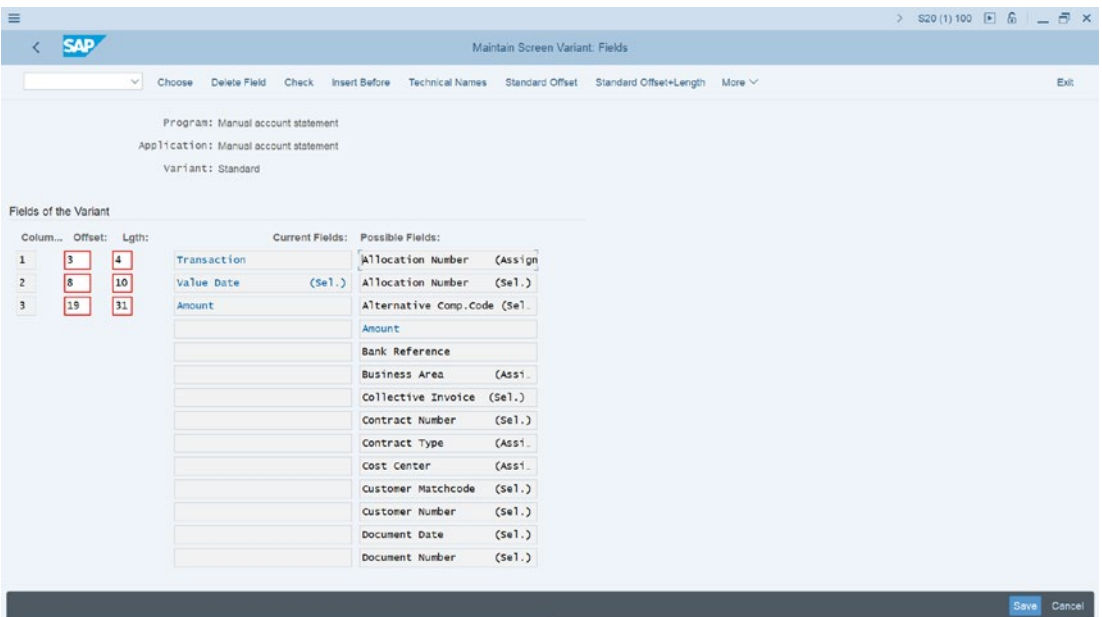 S20 (1) 100
SAP
Maintain Screen Variant: Fields
Choose Delete Field Check Insert Before Technical Names Standard Offset Standard Offset+Length More Exit
Program: Manual account statement
Application: Manual account statement
Variant: Standard
Fields of the Variant
Colum... Offset: Lgth: Current Fields: Possible Fields:
1 3 4 Transaction Allocation Number (Assign
2 8 10 Value Date (Sel.) Allocation Number (Sel.)
3 19 31 Amount Alternative Comp.Code (Sel…
Amount
Bank Reference
Business Area (Assi…
Collective Invoice (Sel.)
Contract Number (Sel.)
Contract Type (Assi…
Cost Center (Assi…
Customer Matchcode (Sel.)
Customer Number (Sel.)
Document Date (Sel.)
Document Number (Sel.)
Save Cancel